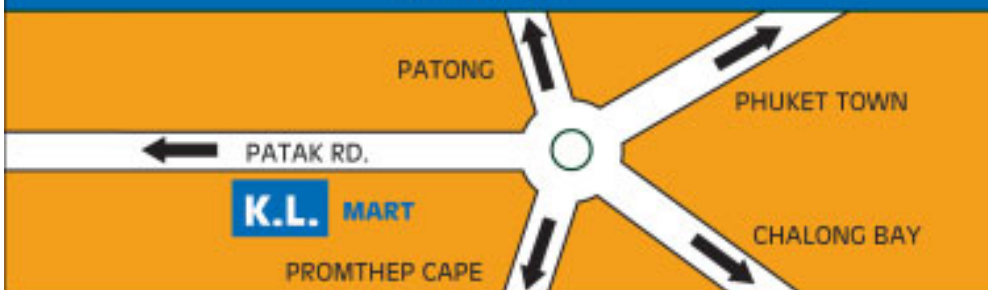 PATONG
PHUKET TOWN
PATAK RD.
K.L. MART
CHALONG BAY
PROMTHEP CAPE